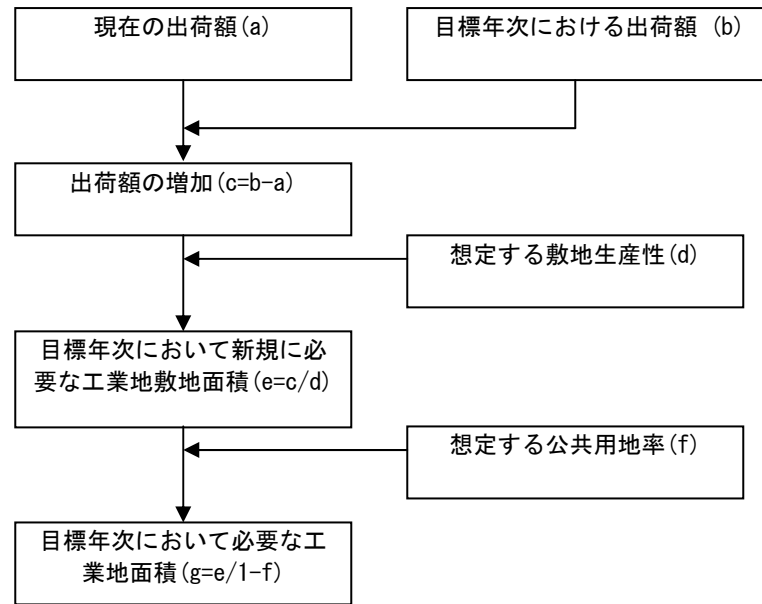 現在の出荷額(a)
目標年次における出荷額 (b)
出荷額の増加(c=b-a)
想定する敷地生産性(d)
目標年次において新規に必
要な工業地敷地面積(e=c/d)
想定する公共用地率(f)
目標年次において必要な工
業地面積(g=e/1-f)